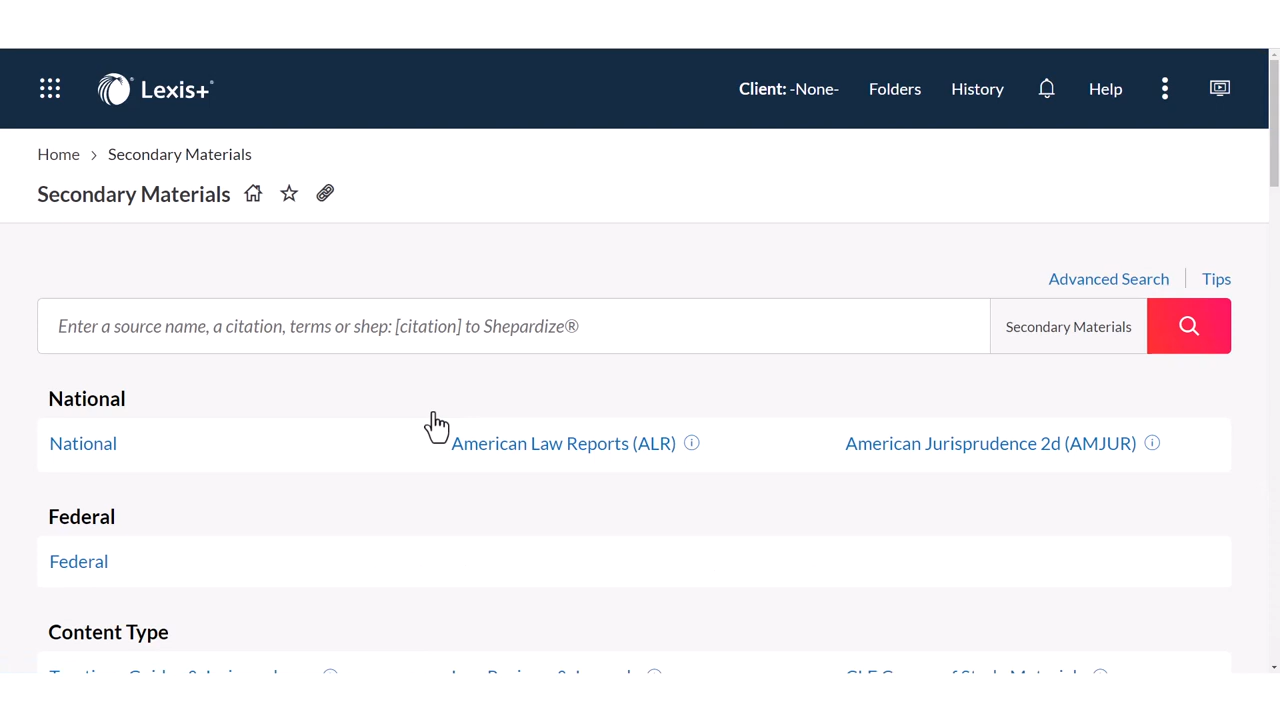 Lexis+® Client: -None- Folders History Help
Home > Secondary Materials
Secondary Materials
Advanced Search | Tips
Enter a source name, a citation, terms or shep: [citation] to Shepardize® Secondary Materials
National
National American Law Reports (ALR) American Jurisprudence 2d (AMJUR)
Federal
Federal
Content Type